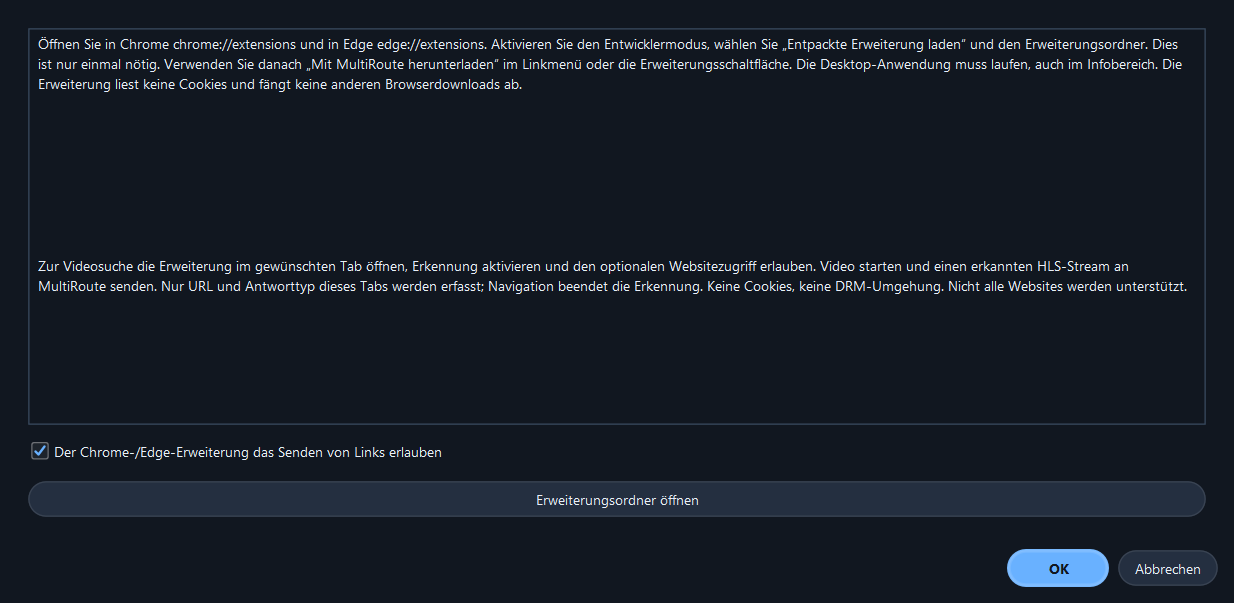 Öffnen Sie in Chrome chrome://extensions und in Edge edge://extensions. Aktivieren Sie den Entwicklermodus, wählen Sie „Entpackte Erweiterung laden“ und den Erweiterungsordner. Dies
ist nur einmal nötig. Verwenden Sie danach „Mit MultiRoute herunterladen“ im Linkmenü oder die Erweiterungsschaltfläche. Die Desktop-Anwendung muss laufen, auch im Infobereich. Die
Erweiterung liest keine Cookies und fängt keine anderen Browserdownloads ab.
Zur Videosuche die Erweiterung im gewünschten Tab öffnen, Erkennung aktivieren und den optionalen Websitezugriff erlauben. Video starten und einen erkannten HLS-Stream an
MultiRoute senden. Nur URL und Antworttyp dieses Tabs werden erfasst; Navigation beendet die Erkennung. Keine Cookies, keine DRM-Umgehung. Nicht alle Websites werden unterstützt.
Der Chrome-/Edge-Erweiterung das Senden von Links erlauben
Erweiterungsordner öffnen
OK
Abbrechen